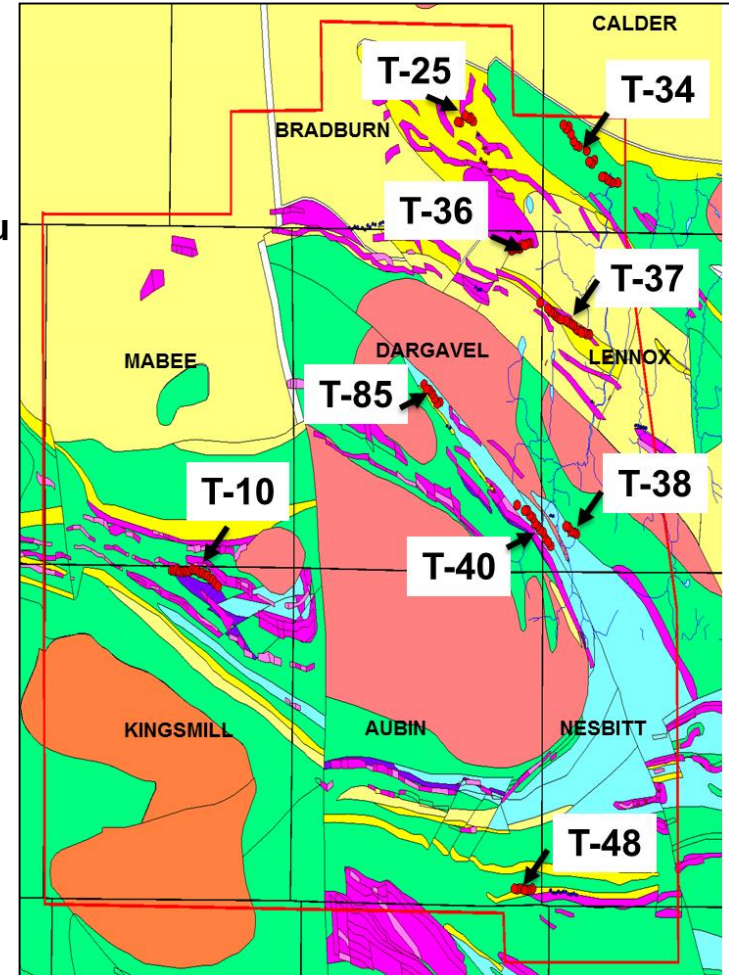 CALDER
T-25
T-34
BRADBURN
T-36
u
T-37
DARGAVEL
MABEE
LENNOX
T-85
T-10
T-38
T-40
KINGSMILL
AUBIN
NESBITT
T-48